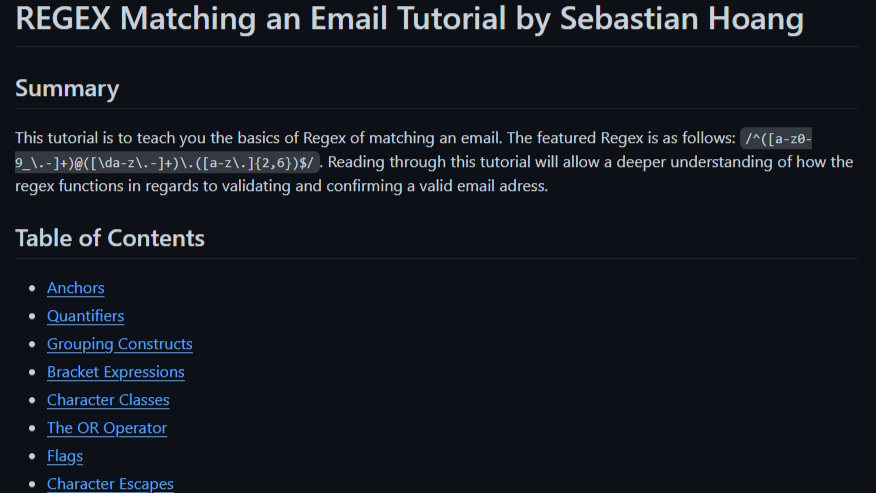 REGEX Matching an Email Tutorial by Sebastian Hoang
Summary
This tutorial is to teach you the basics of Regex of matching an email. The featured Regex is as follows: /^([a-z0-
9_\.-]+)@([\da-z\.-]+)\.([a-z\.]{2,6})$/ . Reading through this tutorial will allow a deeper understanding of how the
regex functions in regards to validating and confirming a valid email adress.
Table of Contents
Anchors
Quantifiers
Grouping Constructs
Bracket Expressions
Character Classes
The OR Operator
Flags
Character Escapes